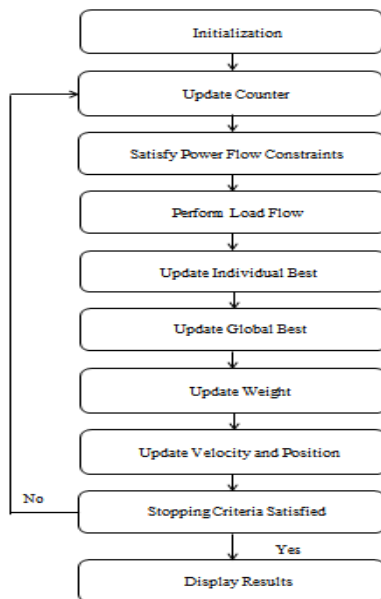 Initialization
Update Counter
Satisfy Power Flow Constraints
Perform Load Flow
Update Individual Best
Update Global Best
Update Weight
Update Velocity and Position
No
Stopping Criteria Satisfied
Yes
Display Results